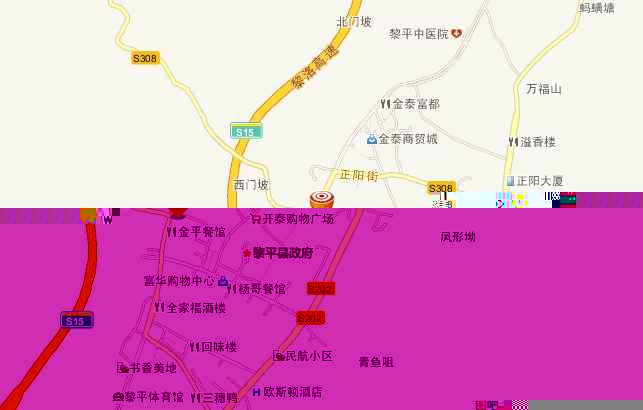 蚂蟥塘
北门坡
黎平中医院
黎洛高速
S308
万福山
金泰富都
S15
金泰商贸城
溢香楼
正阳街
正阳大厦
西门坡
S308
开泰购物广场
金平餐馆
凤形坳
黎平县政府
富华购物中心
杨哥餐馆
S202
全家福酒楼
S15
S202
回味楼
民航小区
青鱼咀
书香美地
欧斯顿酒店
黎平体育馆
三穗鸭